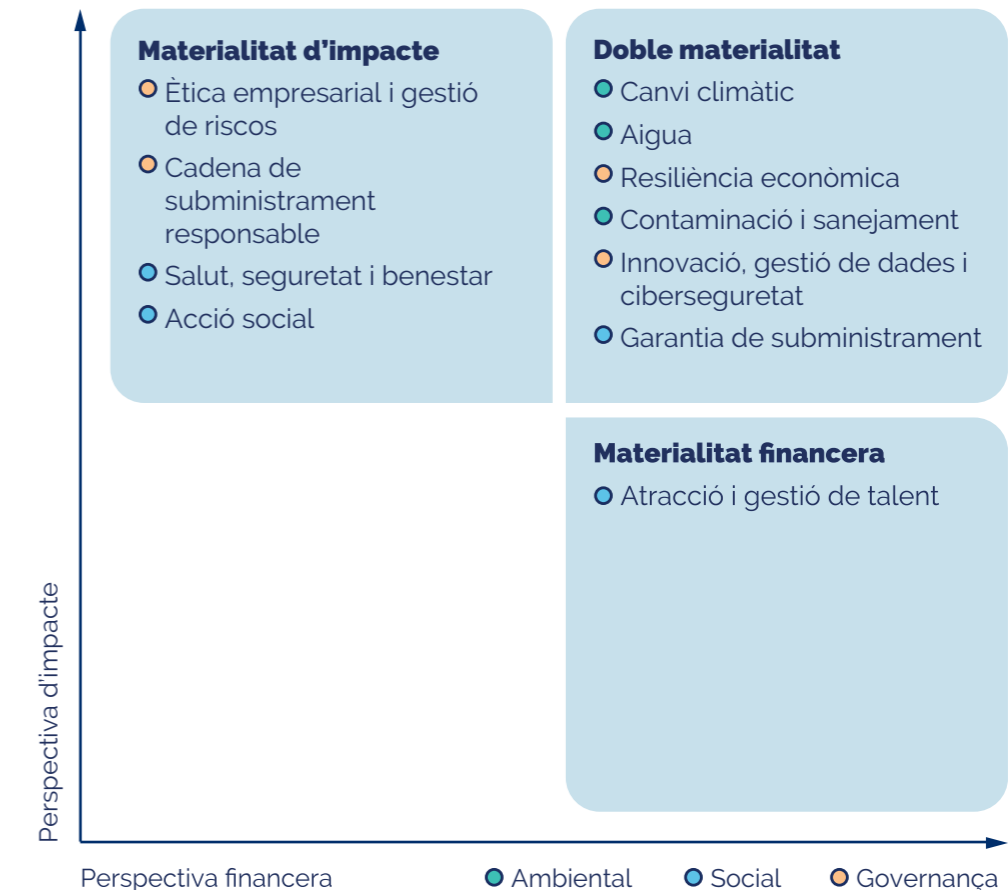 Materialitat d'impacte
Ètica empresarial i gestió
de riscos
Cadena de
subministrament
responsable
Salut, seguretat i benestar
Acció social
Doble materialitat
Canvi climàtic
Aigua
Resiliència econòmica
Contaminació i sanejament
Innovació, gestió de dades i
ciberseguretat
Garantia de subministrament
Materialitat financera
Atracció i gestió de talent
Perspectiva d'impacte
Perspectiva financera
Ambiental
Social
Governança